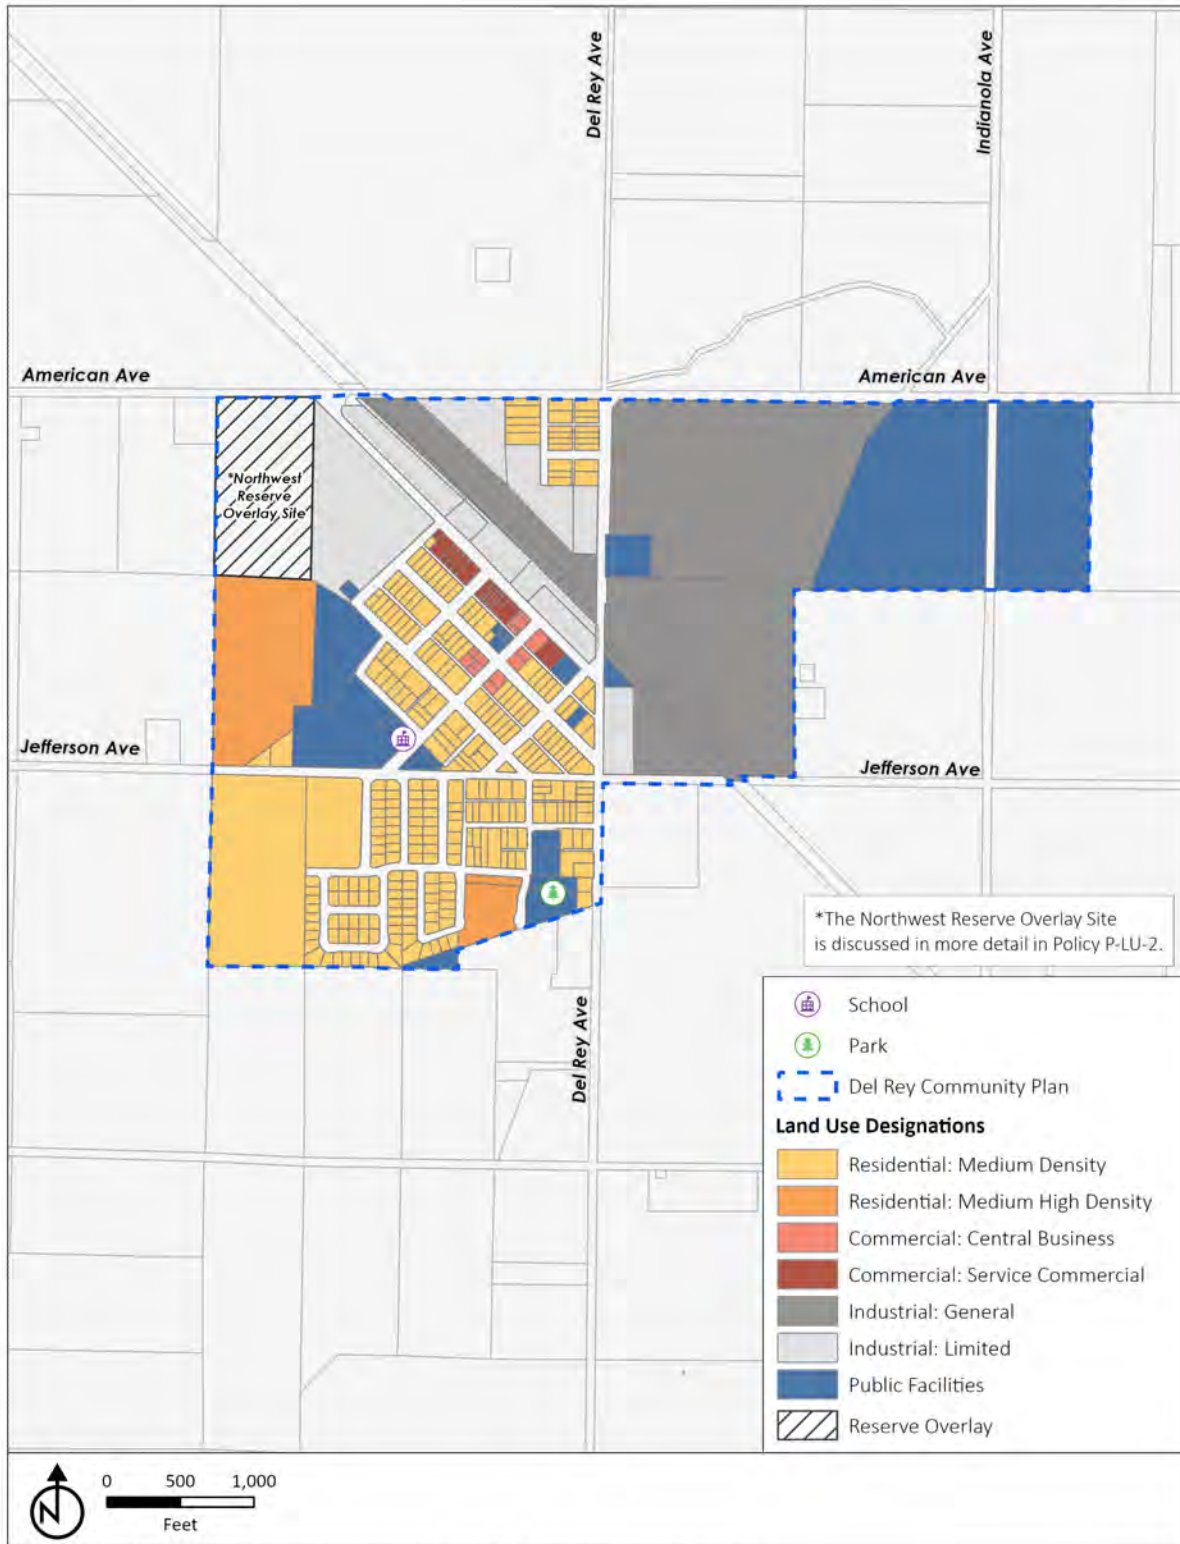 Del Rey Ave
Indianola Ave
American Ave
American Ave
*Northwest
Reserve
Overlay Site
Jefferson Ave
Jefferson Ave
*The Northwest Reserve Overlay Site
is discussed in more detail in Policy P-LU-2.
Del Rey Ave
School
Park
Del Rey Community Plan
Land Use Designations
Residential: Medium Density
Residential: Medium High Density
Commercial: Central Business
Commercial: Service Commercial
Industrial: General
Industrial: Limited
Public Facilities
Reserve Overlay
N
0 500 1,000
Feet